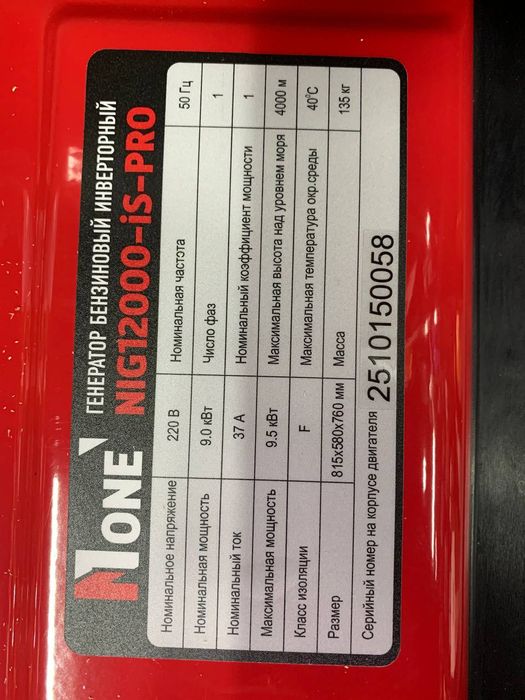 N1 ONE
ГЕНЕРАТОР БЕНЗИНОВЫЙ ИНВЕРТОРНЫЙ
NIG12000-iS-PRO
Номинальное напряжение 220 В Номинальная частота 50 Гц
Номинальная мощность 9.0 кВт Число фаз 1
Номинальный ток 37 А Номинальный коэффициент мощности 1
Максимальная мощность 9.5 кВт Максимальная высота над уровнем моря 4000 м
Класс изоляции F Максимальная температура окр.среды 40°C
Размер 815x580x760 мм Масса 135 кг
Серийный номер на корпусе двигателя 2510150058